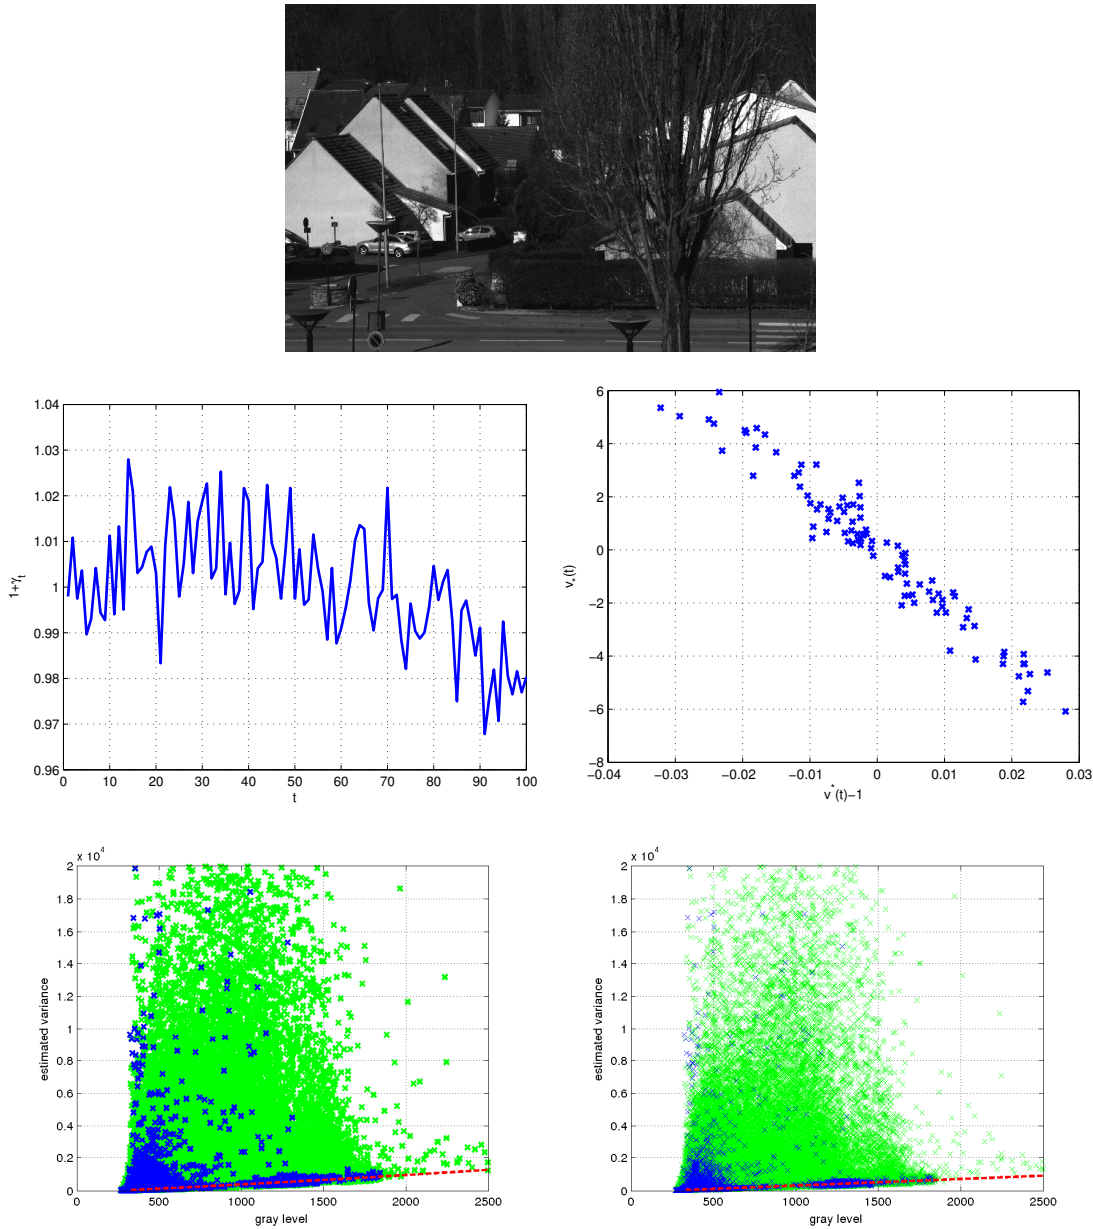 1.04
1.03
1.02
1.01
1
0.99
0.98
0.97
0.96
1+γt
0 10 20 30 40 50 60 70 80 90 100
t
6
4
2
0
−2
−4
−6
−8
v*(t)
−0.04 −0.03 −0.02 −0.01 0 0.01 0.02 0.03
v*(t)−1
x 10^4
2
1.8
1.6
1.4
1.2
1
0.8
0.6
0.4
0.2
0
estimated variance
0 500 1000 1500 2000 2500
gray level
x 10^4
2
1.8
1.6
1.4
1.2
1
0.8
0.6
0.4
0.2
0
estimated variance
0 500 1000 1500 2000 2500
gray level